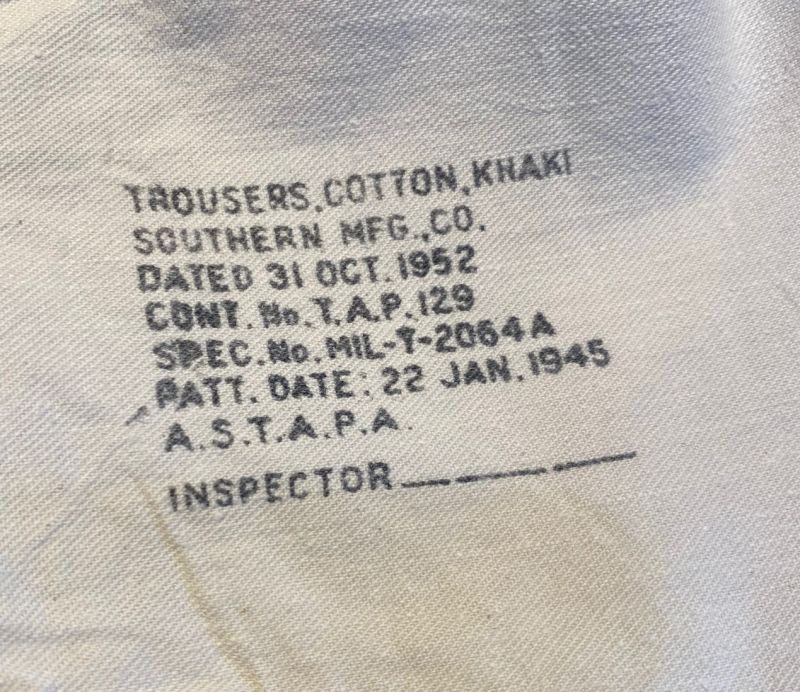 TROUSERS,COTTON,KHAKI
SOUTHERN MFG.,CO.
DATED 31 OCT.1952
CONT.No.T.A.P.129
SPEC.No.MIL-T-2064A
PATT. DATE: 22 JAN.1945
A.S.T.A.P.A.
INSPECTOR_______